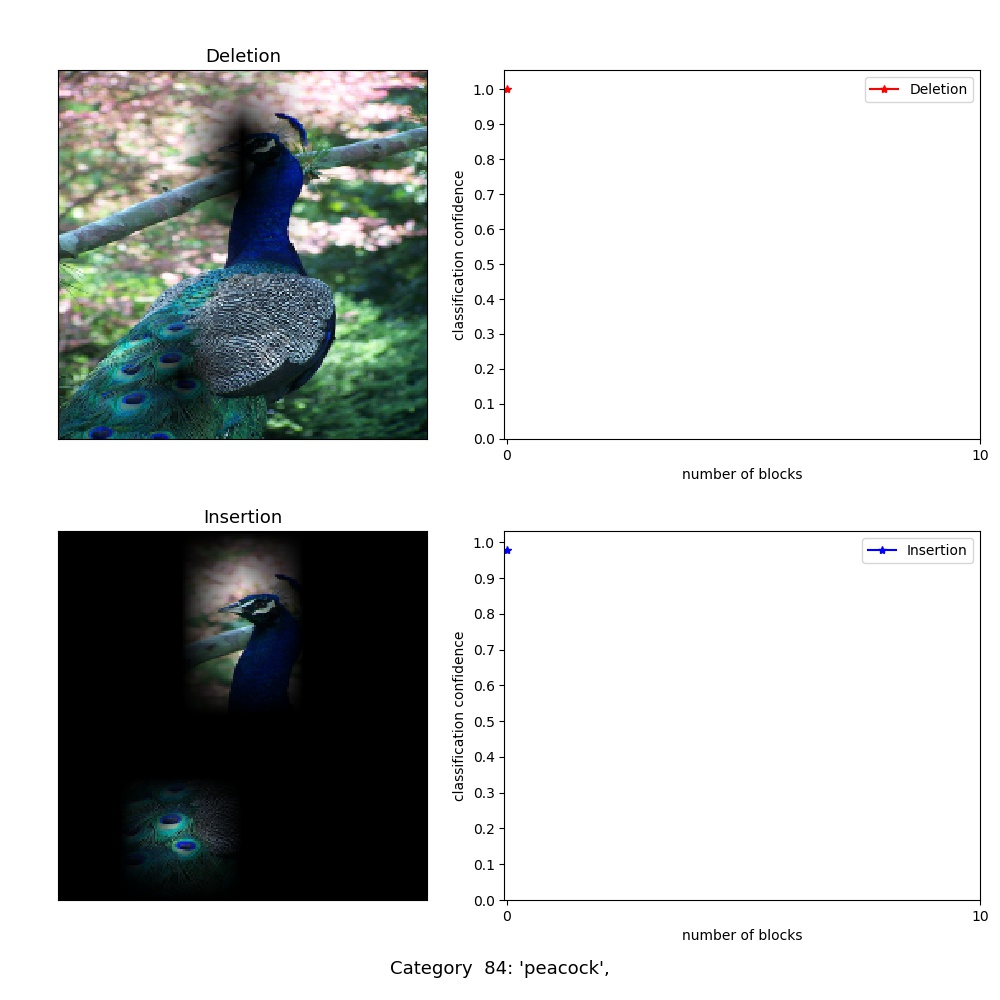 Deletion
1.0
0.9
0.8
0.7
0.6
0.5
0.4
0.3
0.2
0.1
0.0
classification confidence
Deletion
0
10
number of blocks
Insertion
1.0
0.9
0.8
0.7
0.6
0.5
0.4
0.3
0.2
0.1
0.0
classification confidence
Insertion
0
10
number of blocks
Category  84: 'peacock',